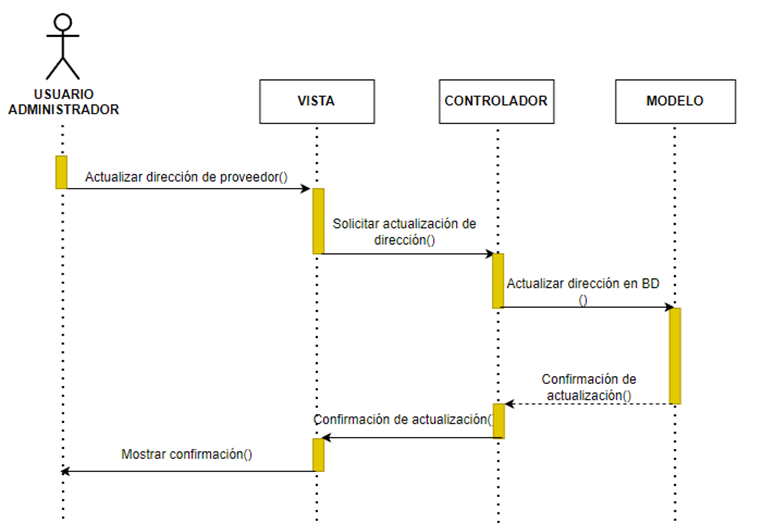 USUARIO
ADMINISTRADOR
VISTA
CONTROLADOR
MODELO
Actualizar dirección de proveedor()
Solicitar actualización de
dirección()
Actualizar dirección en BD
()
Confirmación de
actualización()
Confirmación de actualización(
Mostrar confirmación()